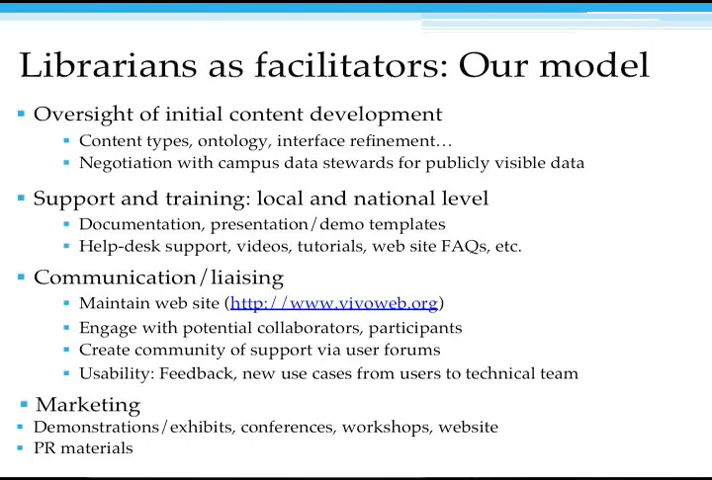 Librarians as facilitators: Our model
Oversight of initial content development
Content types, ontology, interface refinement…
Negotiation with campus data stewards for publicly visible data
Support and training: local and national level
Documentation, presentation/demo templates
Help-desk support, videos, tutorials, web site FAQs, etc.
Communication/liaising
Maintain web site (http://www.vivoweb.org)
Engage with potential collaborators, participants
Create community of support via user forums
Usability: Feedback, new use cases from users to technical team
Marketing
Demonstrations/exhibits, conferences, workshops, website
PR materials